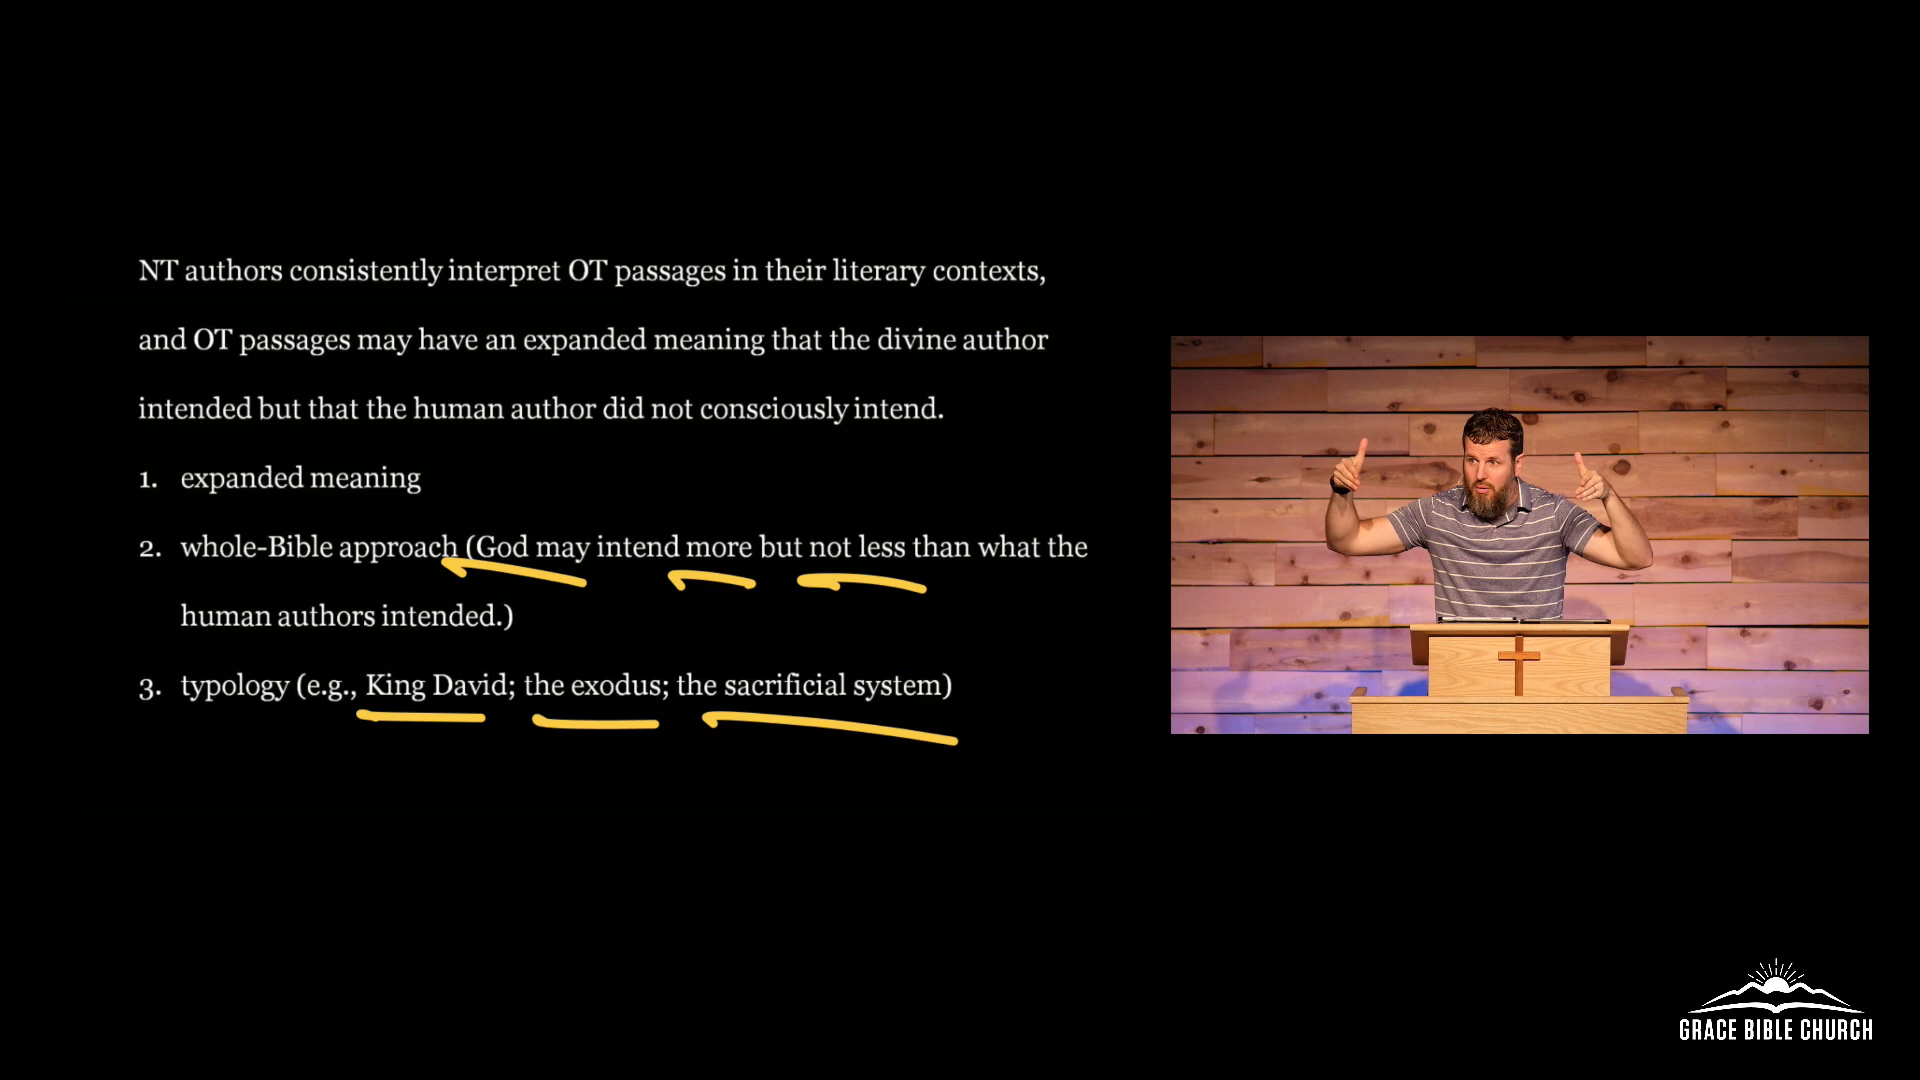 NT authors consistently interpret OT passages in their literary contexts,
and OT passages may have an expanded meaning that the divine author
intended but that the human author did not consciously intend.
1. expanded meaning
2. whole-Bible approach (God may intend more but not less than what the
human authors intended.)
3. typology (e.g., King David; the exodus; the sacrificial system)
GRACE BIBLE CHURCH